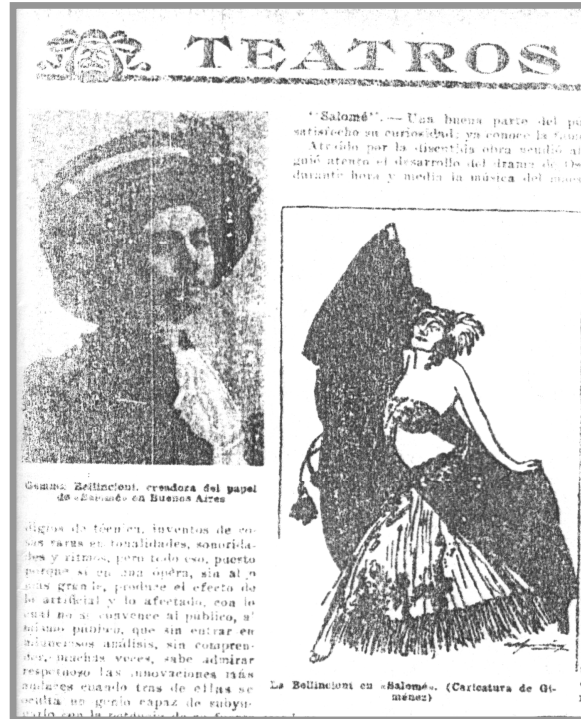 TEATROS
"Salomé".— Una buena parte del
satisfecho su curiosidad: ya conoce la
Atraído por la discutida obra acudió
guió atento el desarrollo del drama de
durante hora y media la música del
Gemma Bellincioni, creadora del papel
de «Salomé» en Buenos Aires
digios de técnica, inventos de co-
sas raras en tonalidades, sonorida-
des y ritmos, pero todo eso, puesto
porque sí en una ópera, sin algo
más grande, produce el efecto de
lo artificial y lo afectado, con lo
cual no se convence al público, al
mismo público, que sin entrar en
análisis, sin compren-
der, muchas veces, sabe admirar
respetuoso las innovaciones más
audaces cuando tras de ellas se
oculta un genio capaz de subyu-
La Bellincioni en «Salomé». (Caricatura de Gi-
ménez)